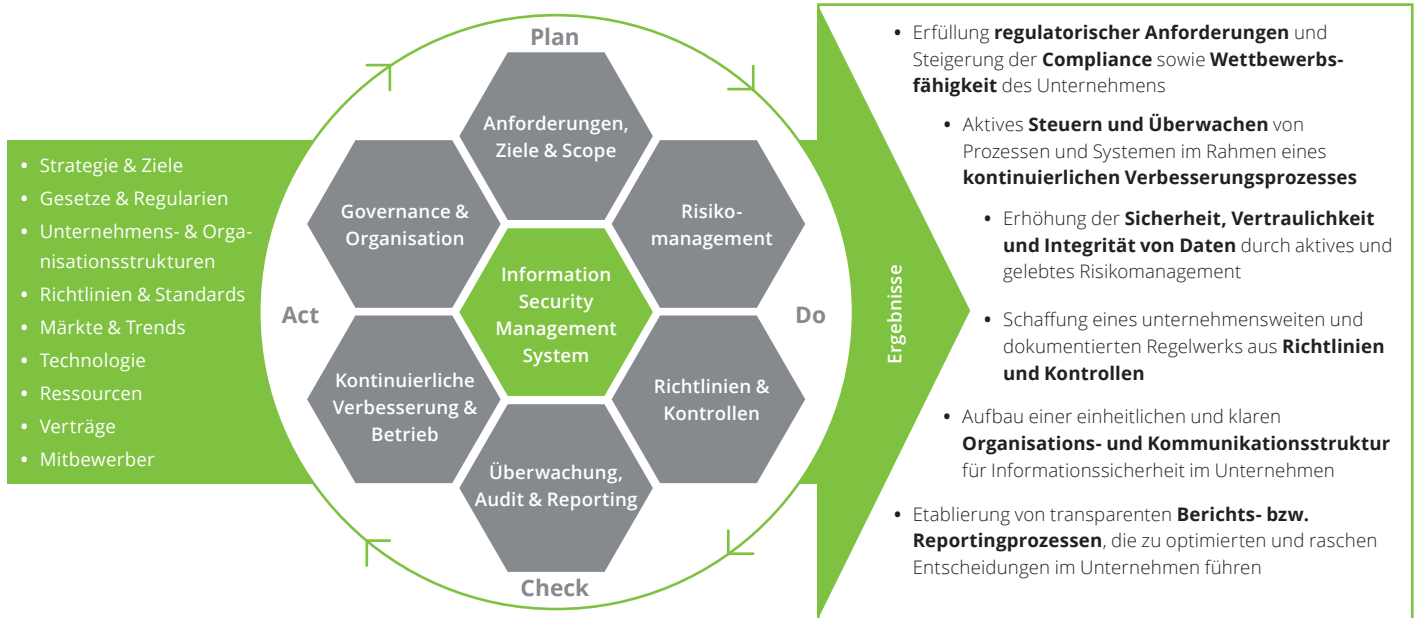 • Strategie & Ziele
• Gesetze & Regularien
• Unternehmens- & Orga-
nisationsstrukturen
• Richtlinien & Standards
• Märkte & Trends
• Technologie
• Ressourcen
• Verträge
• Mitbewerber
Plan
Anforderungen,
Ziele & Scope
Governance &
Organisation
Risiko-
management
Information
Security
Management
System
Act
Do
Kontinuierliche
Verbesserung &
Betrieb
Richtlinien &
Kontrollen
Überwachung,
Audit & Reporting
Check
Ergebnisse
• Erfüllung regulatorischer Anforderungen und
Steigerung der Compliance sowie Wettbewerbs-
fähigkeit des Unternehmens
• Aktives Steuern und Überwachen von
Prozessen und Systemen im Rahmen eines
kontinuierlichen Verbesserungsprozesses
• Erhöhung der Sicherheit, Vertraulichkeit
und Integrität von Daten durch aktives und
gelebtes Risikomanagement
• Schaffung eines unternehmensweiten und
dokumentierten Regelwerks aus Richtlinien
und Kontrollen
• Aufbau einer einheitlichen und klaren
Organisations- und Kommunikationsstruktur
für Informationssicherheit im Unternehmen
• Etablierung von transparenten Berichts- bzw.
Reportingprozessen, die zu optimierten und raschen
Entscheidungen im Unternehmen führen